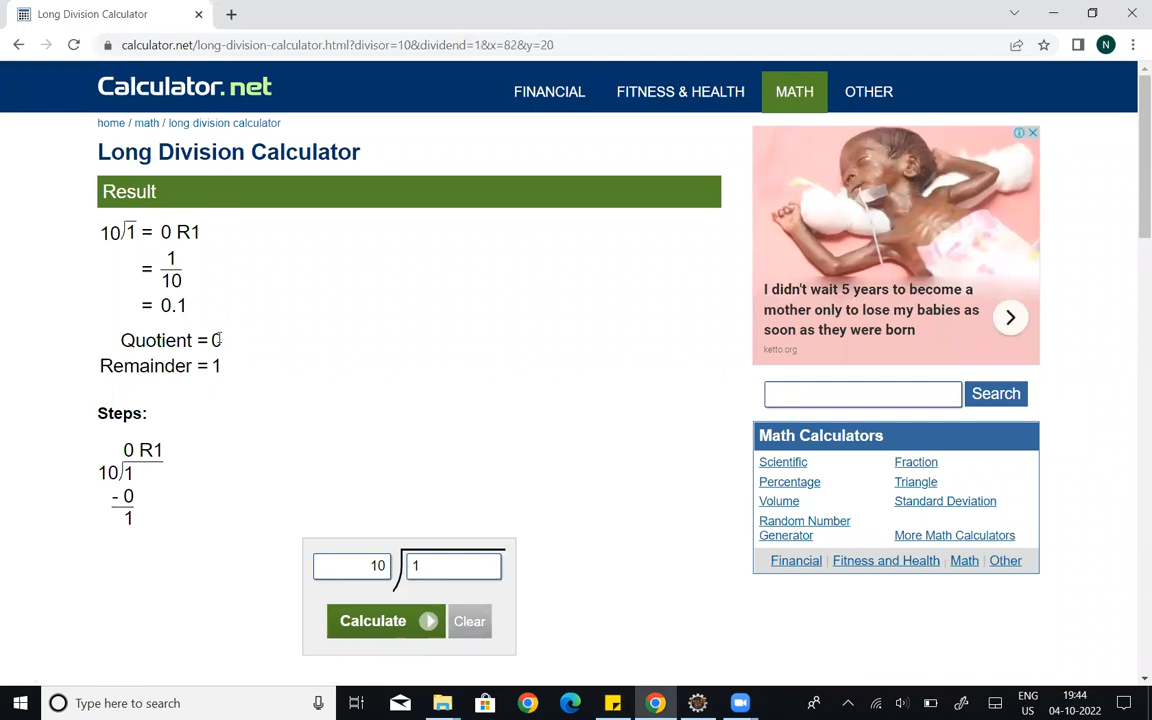 Long Division Calculator
calculator.net/long-division-calculator.html?divisor=10&dividend=1&x=82&y=20
N
Calculator.net
FINANCIAL
FITNESS & HEALTH
MATH
OTHER
home / math / long division calculator
Long Division Calculator
Result
10)1 = 0 R1
= 1/10
= 0.1
Quotient = 0
Remainder = 1
Steps:
0 R1
10)1
- 0
1
10
1
Calculate
Clear
I didn't wait 5 years to become a
mother only to lose my babies as
soon as they were born
ketto.org
Search
Math Calculators
Scientific
Fraction
Percentage
Triangle
Volume
Standard Deviation
Random Number
Generator
More Math Calculators
Financial | Fitness and Health | Math | Other
Type here to search
ENG
US
19:44
04-10-2022